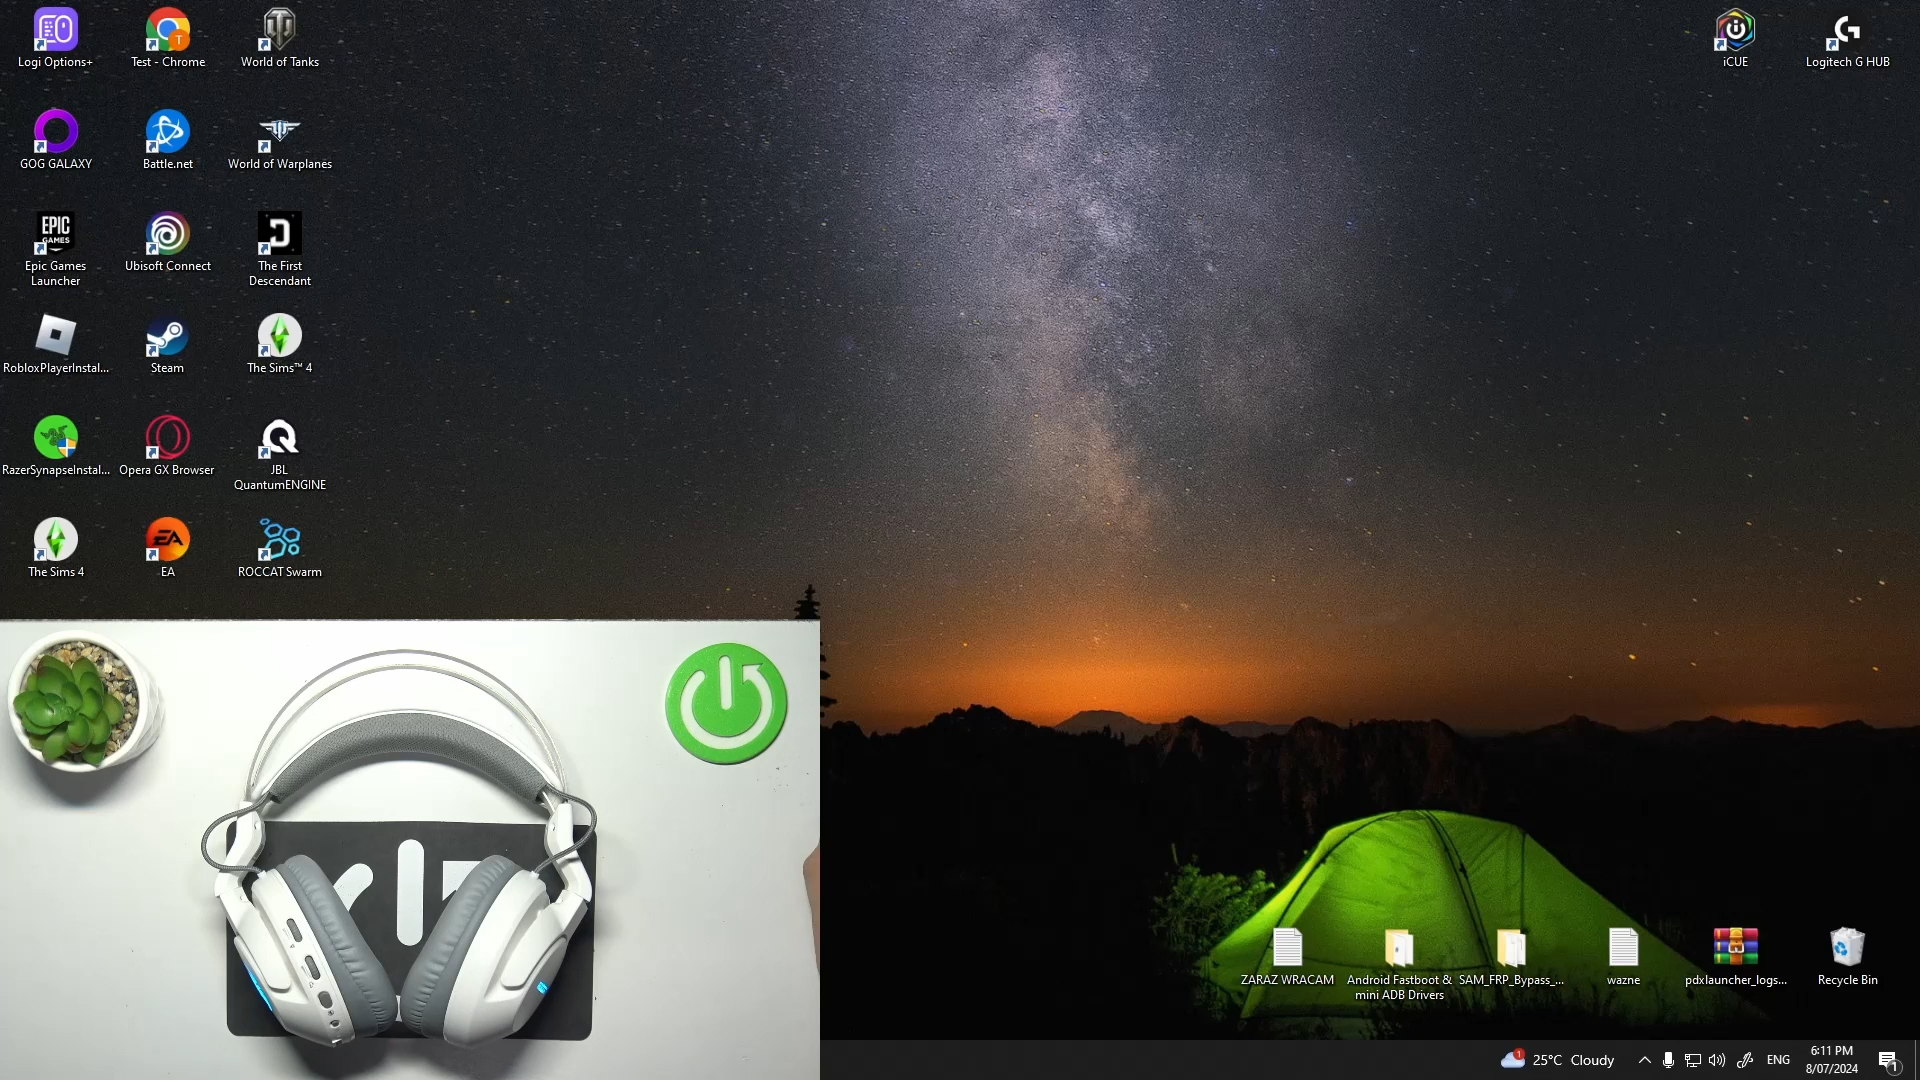 Logi Options+
Test - Chrome
World of Tanks
iCUE
Logitech G HUB
GOG GALAXY
Battle.net
World of Warplanes
EPIC
GAMES
Epic Games
Launcher
Ubisoft Connect
The First
Descendant
RobloxPlayerInstal...
Steam
The Sims™ 4
RazerSynapseInstal...
Opera GX Browser
JBL
QuantumENGINE
The Sims 4
EA
EA
ROCCAT Swarm
ZARAZ WRACAM
Android Fastboot &
mini ADB Drivers
SAM_FRP_Bypass_...
wazne
pdxlauncher_logs...
Recycle Bin
1
25°C Cloudy
ENG
6:11 PM
8/07/2024
1